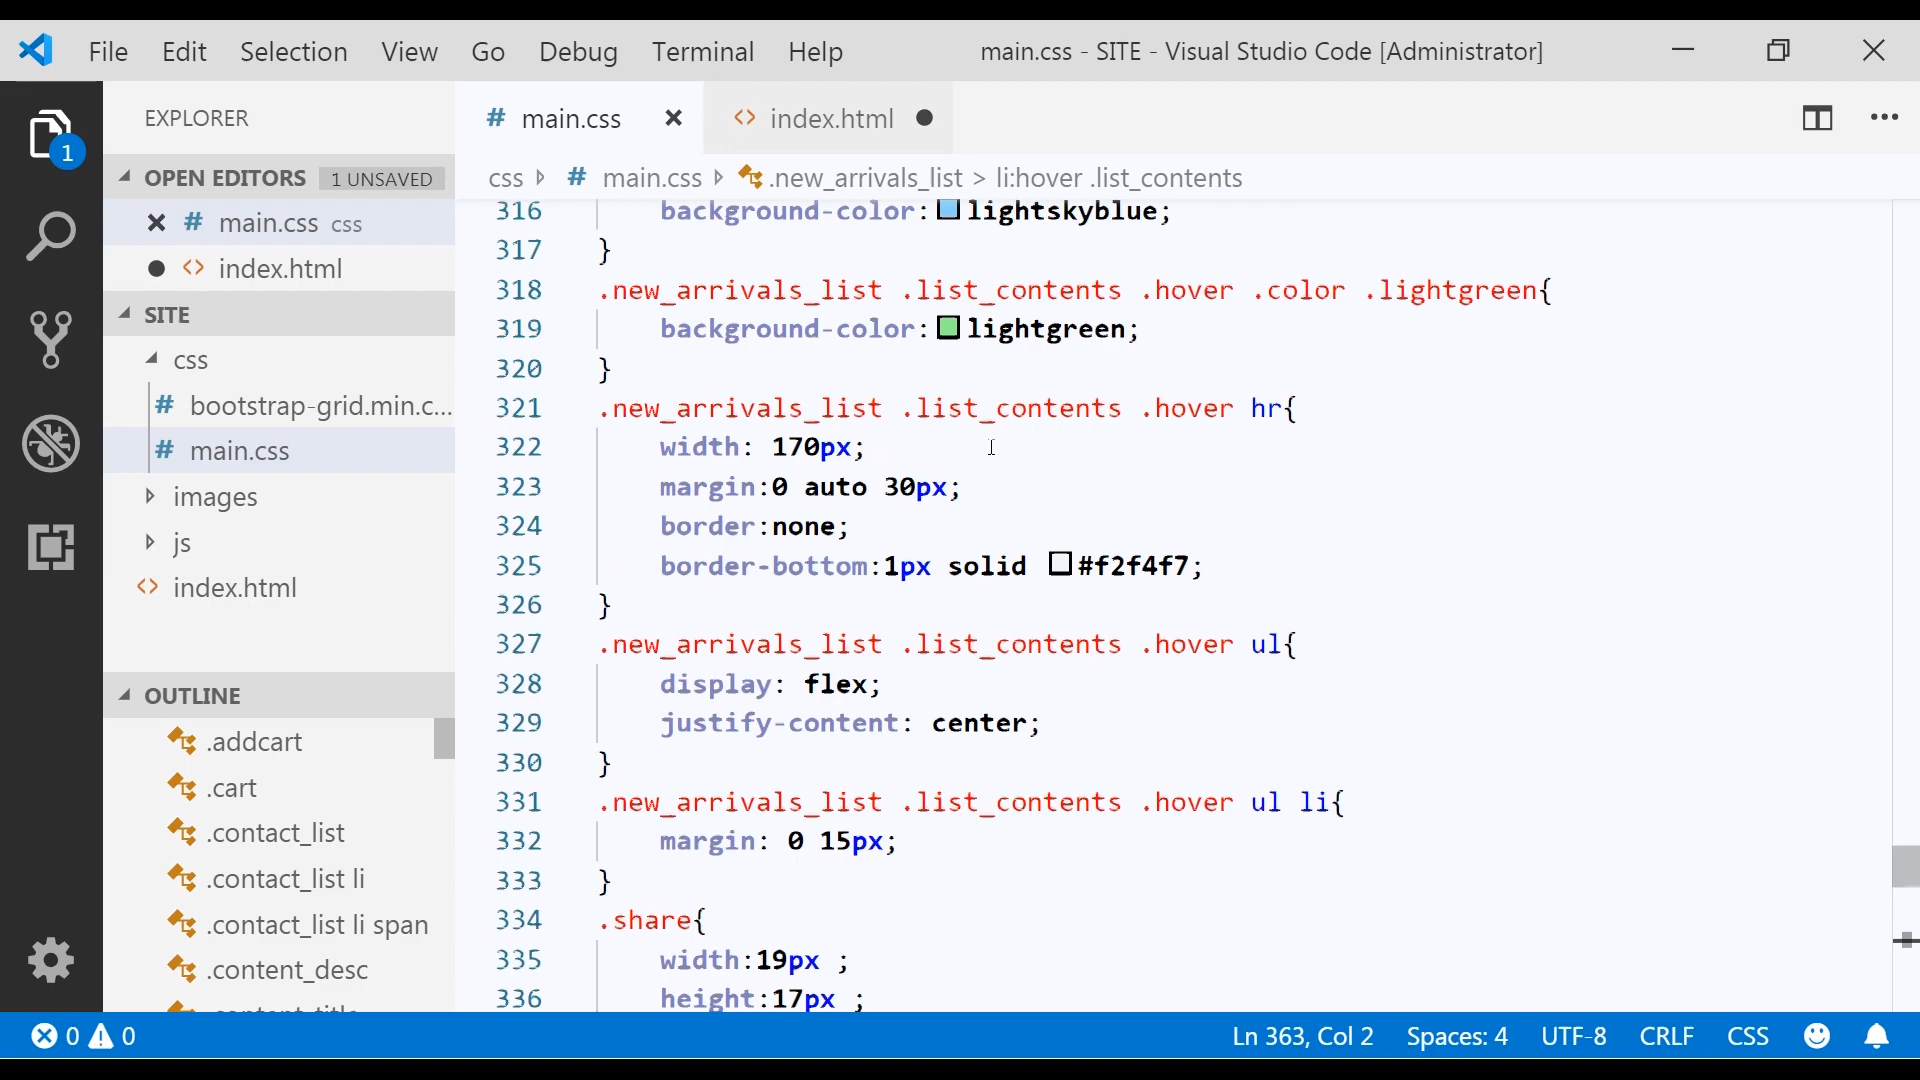 File Edit Selection View Go Debug Terminal Help main.css - SITE - Visual Studio Code [Administrator]
EXPLORER
# main.css
<> index.html
OPEN EDITORS 1 UNSAVED
# main.css css
<> index.html
SITE
css
# bootstrap-grid.min.c...
# main.css
images
js
<> index.html
OUTLINE
.addcart
.cart
.contact_list
.contact_list li
.contact_list li span
.content_desc
.content_title
1
css # main.css .new_arrivals_list > li:hover .list_contents
316 background-color: lightskyblue;
317 }
318 .new_arrivals_list .list_contents .hover .color .lightgreen{
319 background-color: lightgreen;
320 }
321 .new_arrivals_list .list_contents .hover hr{
322 width: 170px;
323 margin:0 auto 30px;
324 border:none;
325 border-bottom:1px solid #f2f4f7;
326 }
327 .new_arrivals_list .list_contents .hover ul{
328 display: flex;
329 justify-content: center;
330 }
331 .new_arrivals_list .list_contents .hover ul li{
332 margin: 0 15px;
333 }
334 .share{
335 width:19px ;
336 height:17px ;
0 0 Ln 363, Col 2 Spaces: 4 UTF-8 CRLF CSS